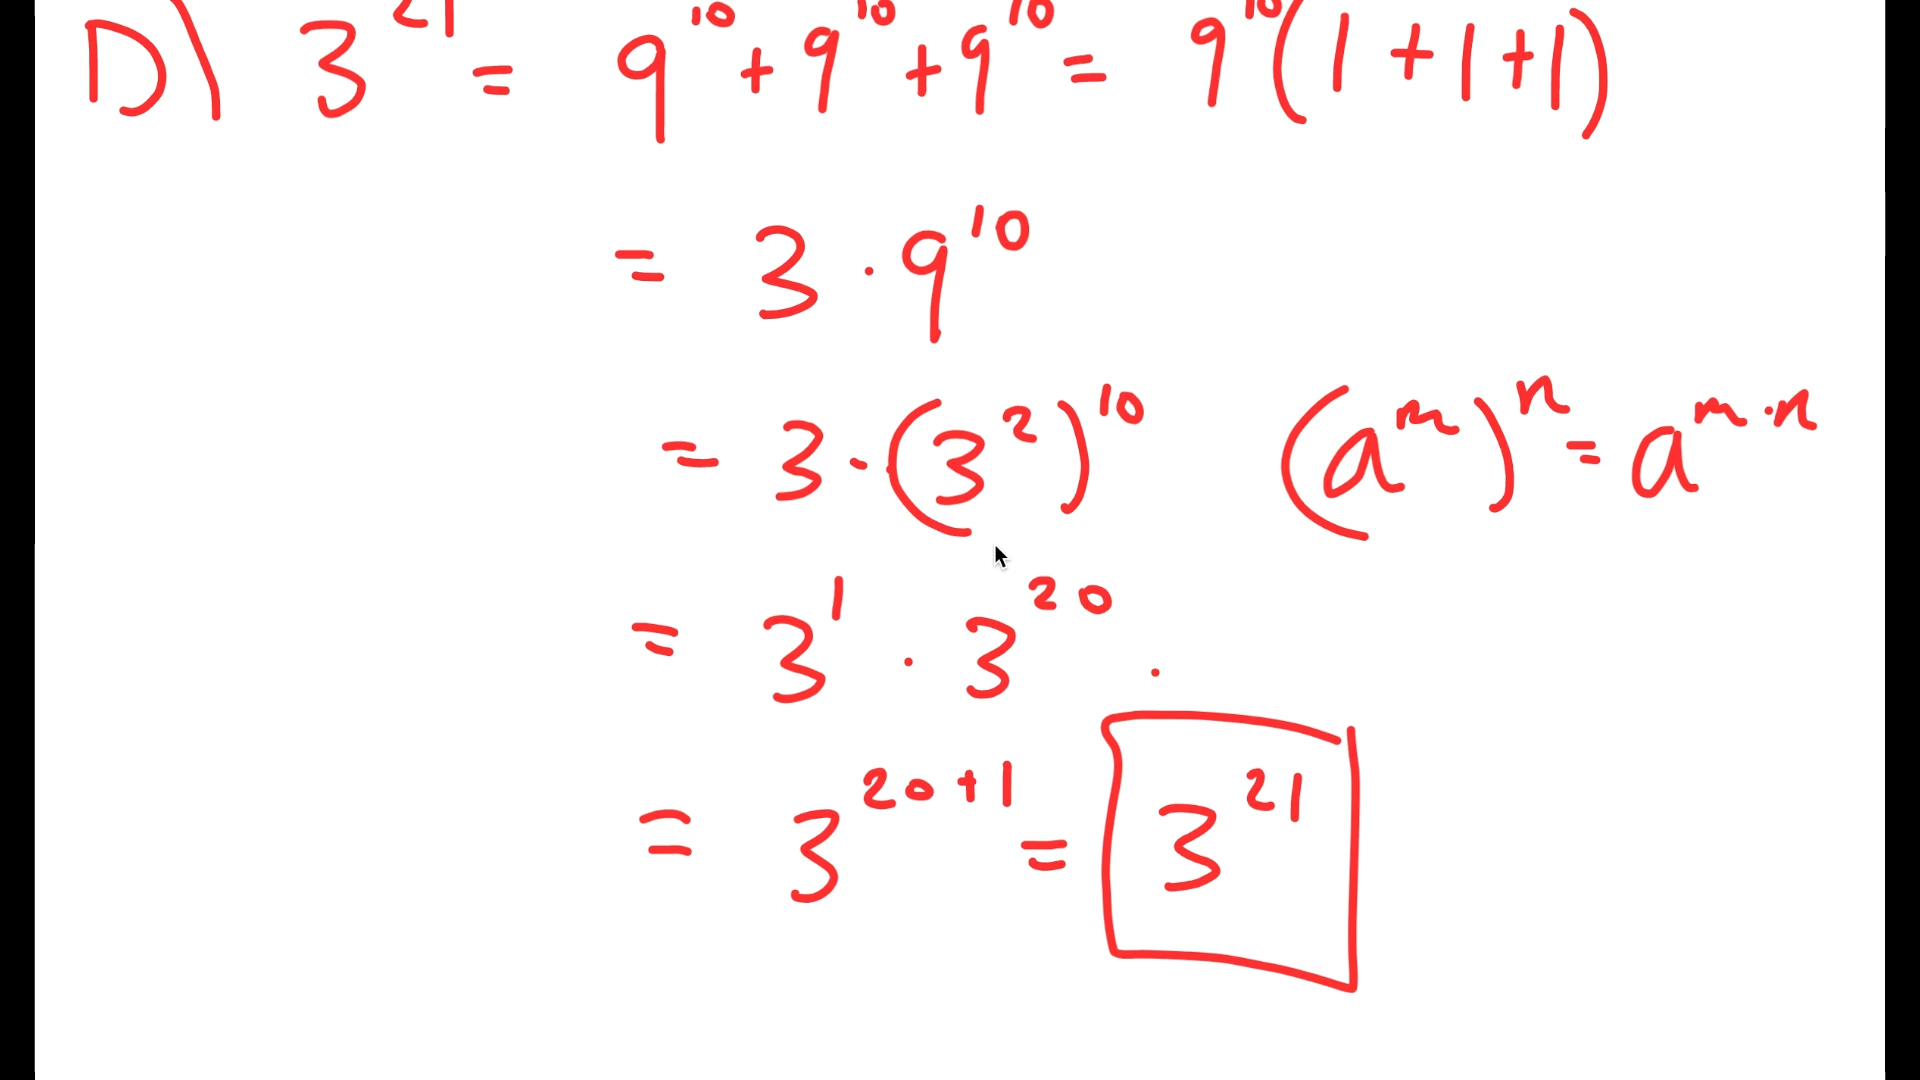 D) 3^21 = 9^10 + 9^10 + 9^10 = 9^10 (1 + 1 + 1)
= 3 · 9^10
= 3 · (3^2)^10 (a^m)^n = a^m·n
= 3^1 · 3^20 .
= 3^20+1 = 3^21